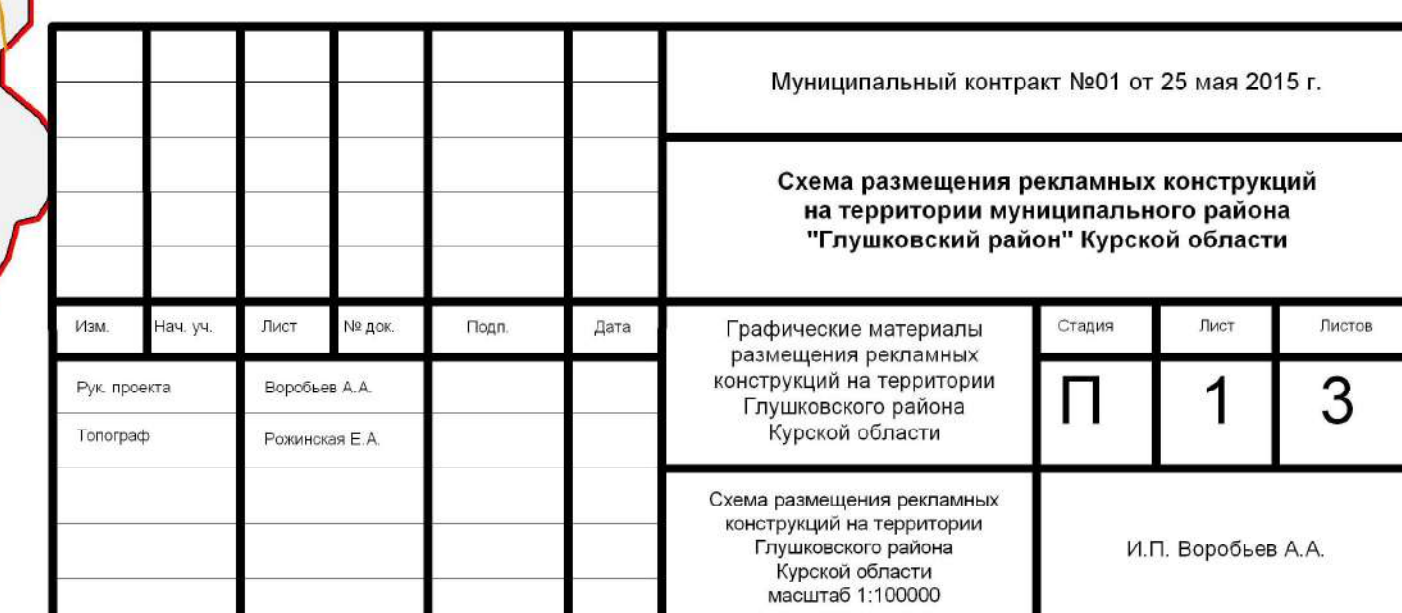 Муниципальный контракт №01 от 25 мая 2015 г.
Схема размещения рекламных конструкций
на территории муниципального района
"Глушковский район" Курской области
Изм. Нач. уч. Лист № док. Подп. Дата
Графические материалы
размещения рекламных
конструкций на территории
Глушковского района
Курской области
Стадия Лист Листов
П 1 3
Рук. проекта Воробьев А.А.
Топограф Рожинская Е.А.
Схема размещения рекламных
конструкций на территории
Глушковского района
Курской области
масштаб 1:100000
И.П. Воробьев А.А.